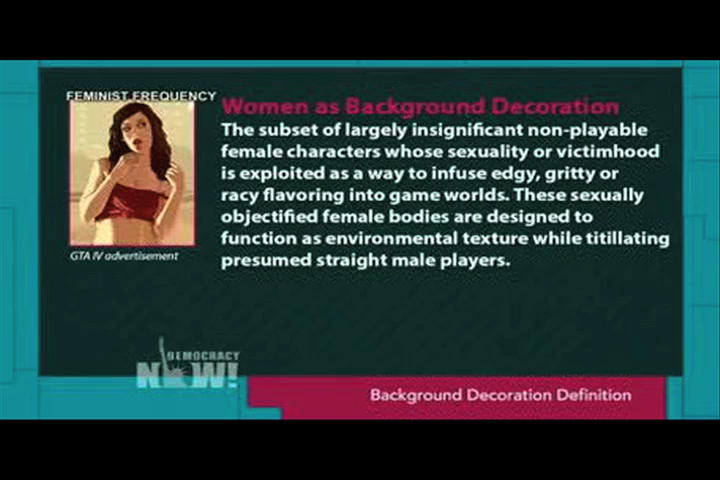 FEMINIST FREQUENCY
Women as Background Decoration
The subset of largely insignificant non-playable
female characters whose sexuality or victimhood
is exploited as a way to infuse edgy, gritty or
racy flavoring into game worlds. These sexually
objectified female bodies are designed to
function as environmental texture while titillating
presumed straight male players.
GTA IV advertisement
DEMOCRACY
NOW!
Background Decoration Definition